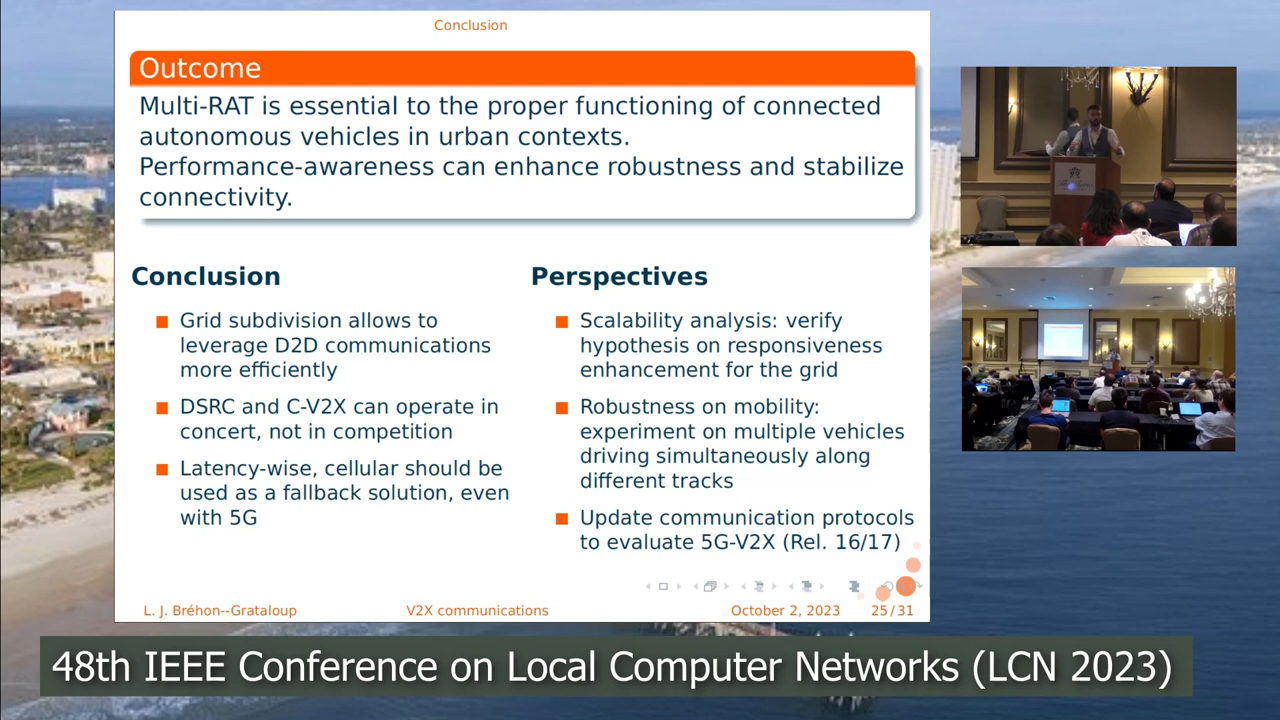 Conclusion
Outcome
Multi-RAT is essential to the proper functioning of connected
autonomous vehicles in urban contexts.
Performance-awareness can enhance robustness and stabilize
connectivity.
Conclusion
Grid subdivision allows to
leverage D2D communications
more efficiently
DSRC and C-V2X can operate in
concert, not in competition
Latency-wise, cellular should be
used as a fallback solution, even
with 5G
Perspectives
Scalability analysis: verify
hypothesis on responsiveness
enhancement for the grid
Robustness on mobility:
experiment on multiple vehicles
driving simultaneously along
different tracks
Update communication protocols
to evaluate 5G-V2X (Rel. 16/17)
L. J. Bréhon--Grataloup
V2X communications
October 2, 2023
25/31
48th IEEE Conference on Local Computer Networks (LCN 2023)